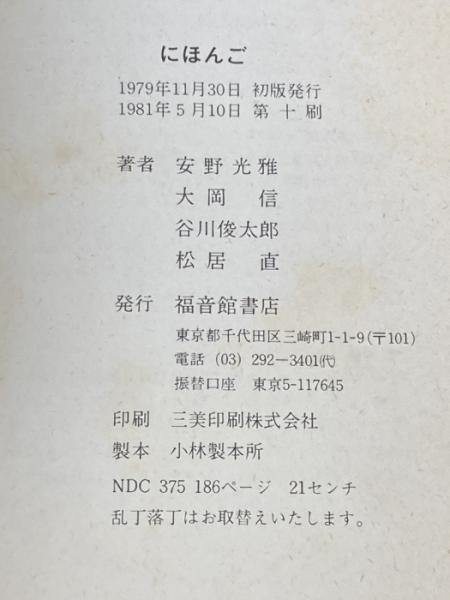 にほんご
1979年11月30日 初版発行
1981年5月10日 第十刷
著者 安野光雅
大岡 信
谷川俊太郎
松居 直
発行 福音館書店
東京都千代田区三崎町1-1-9(〒101)
電話 (03) 292-3401(代)
振替口座 東京5-117645
印刷 三美印刷株式会社
製本 小林製本所
NDC 375 186ページ 21センチ
乱丁落丁はお取替えいたします。